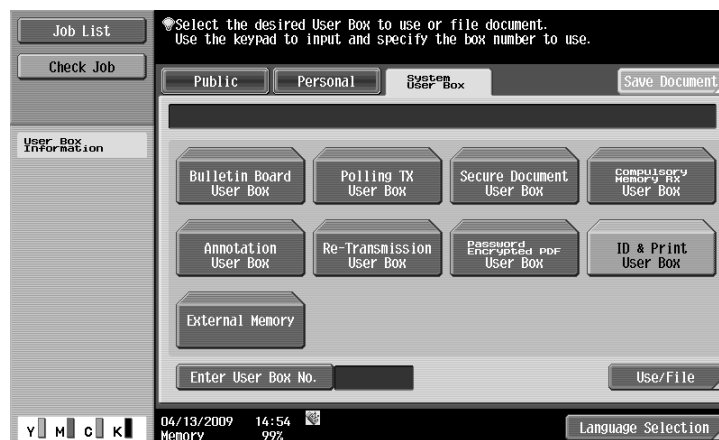 Job List
Check Job
Select the desired User Box to use or file document.
Use the keypad to input and specify the box number to use.
Public
Personal
System
User Box
Save Document
User Box
Information
Bulletin Board
User Box
Polling TX
User Box
Secure Document
User Box
Compulsory
Memory RX
User Box
Annotation
User Box
Re-Transmission
User Box
Password
Encrypted PDF
User Box
ID & Print
User Box
External Memory
Enter User Box No.
Use/File
Y M C K
04/13/2009 14:54
Memory 99%
Language Selection